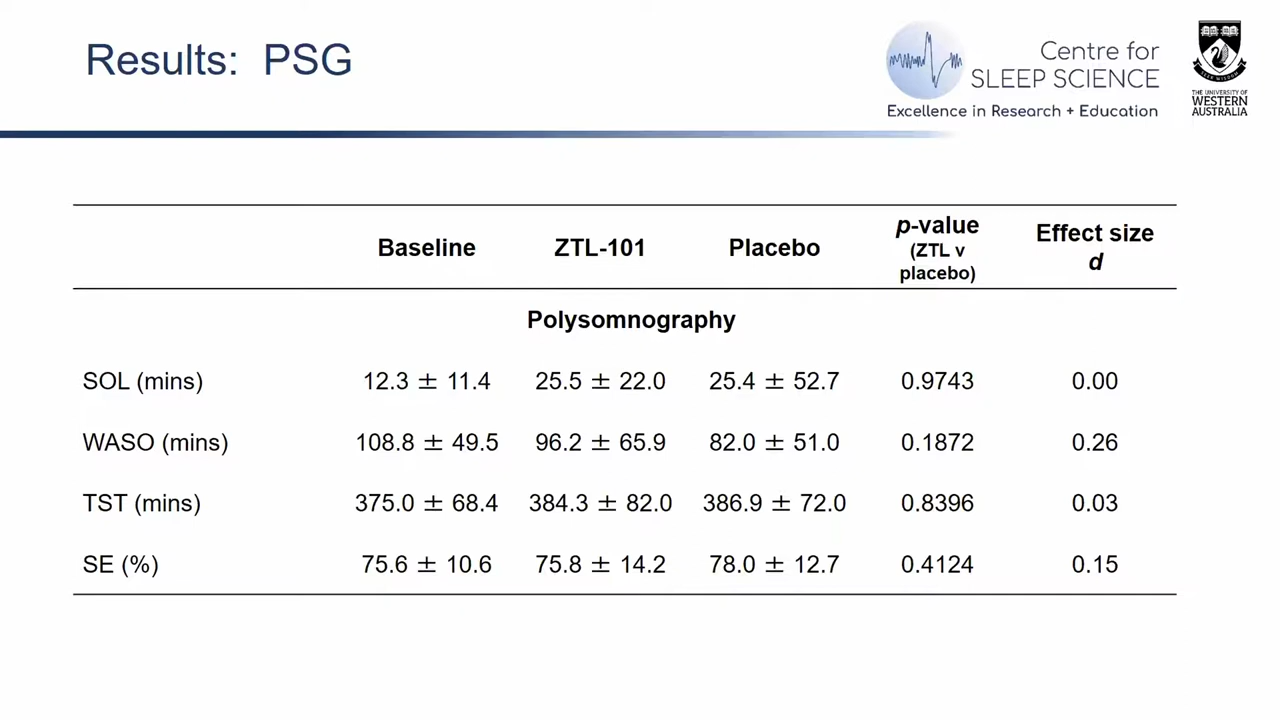 Results: PSG
Centre for
SLEEP SCIENCE
Excellence in Research + Education
THE UNIVERSITY OF
WESTERN
AUSTRALIA
Baseline ZTL-101 Placebo p-value (ZTL v placebo) Effect size d
Polysomnography
SOL (mins) 12.3 ± 11.4 25.5 ± 22.0 25.4 ± 52.7 0.9743 0.00
WASO (mins) 108.8 ± 49.5 96.2 ± 65.9 82.0 ± 51.0 0.1872 0.26
TST (mins) 375.0 ± 68.4 384.3 ± 82.0 386.9 ± 72.0 0.8396 0.03
SE (%) 75.6 ± 10.6 75.8 ± 14.2 78.0 ± 12.7 0.4124 0.15